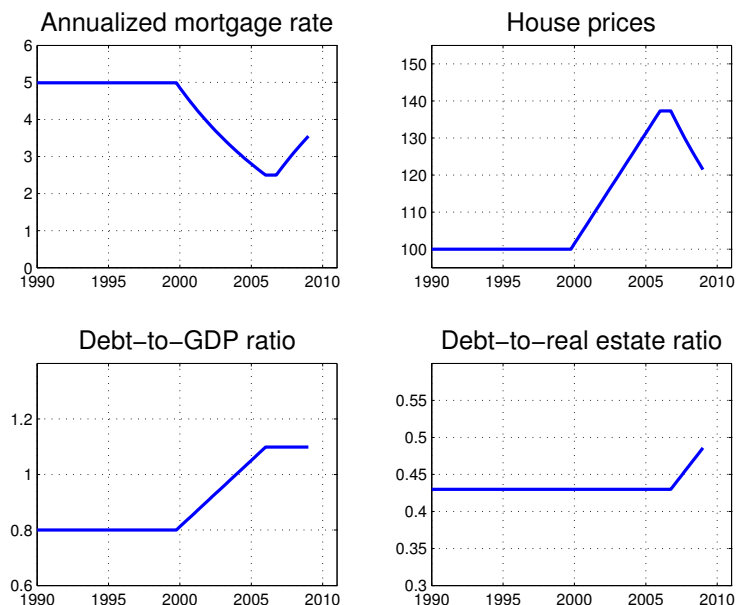 Annualized mortgage rate
6
5
4
3
2
1
0
1990 1995 2000 2005 2010
House prices
150
140
130
120
110
100
1990 1995 2000 2005 2010
Debt−to−GDP ratio
1.2
1
0.8
0.6
1990 1995 2000 2005 2010
Debt−to−real estate ratio
0.55
0.5
0.45
0.4
0.35
0.3
1990 1995 2000 2005 2010